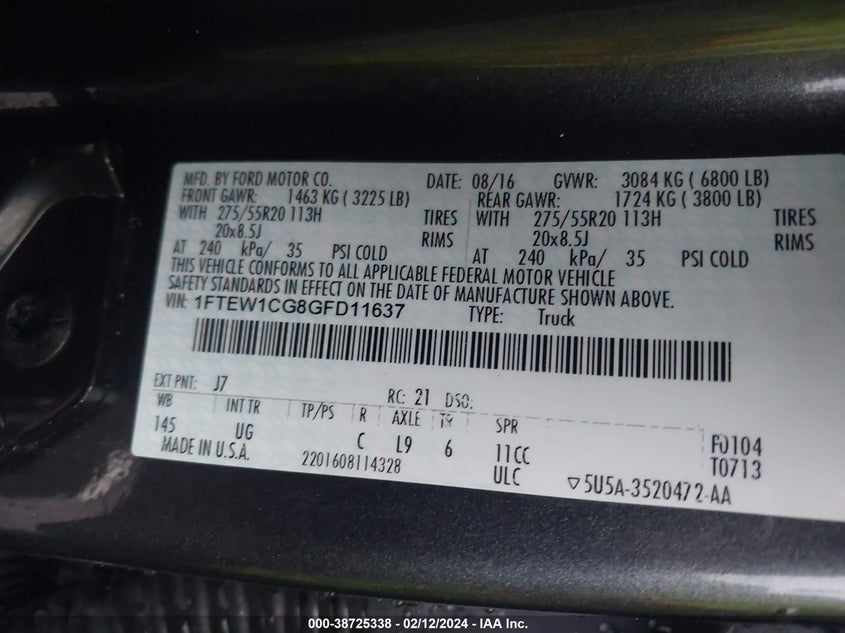 MFD. BY FORD MOTOR CO. DATE: 08/16 GVWR: 3084 KG ( 6800 LB)
FRONT GAWR: 1463 KG ( 3225 LB) REAR GAWR: 1724 KG ( 3800 LB)
WITH 275/55R20 113H TIRES WITH 275/55R20 113H TIRES
20x8.5J RIMS 20x8.5J RIMS
AT 240 kPa/ 35 PSI COLD AT 240 kPa/ 35 PSI COLD
THIS VEHICLE CONFORMS TO ALL APPLICABLE FEDERAL MOTOR VEHICLE
SAFETY STANDARDS IN EFFECT ON THE DATE OF MANUFACTURE SHOWN ABOVE.
VIN: 1FTEW1CG8GFD11637 TYPE: Truck
EXT PNT: J7 RC: 21 DSO:
WB INT TR TP/PS R AXLE TR SPR
145 UG C L9 6 11CC F0104
MADE IN U.S.A. 2201608114328 ULC T0713
▽5U5A-3520472-AA
000-38725338 - 02/12/2024 - IAA Inc.